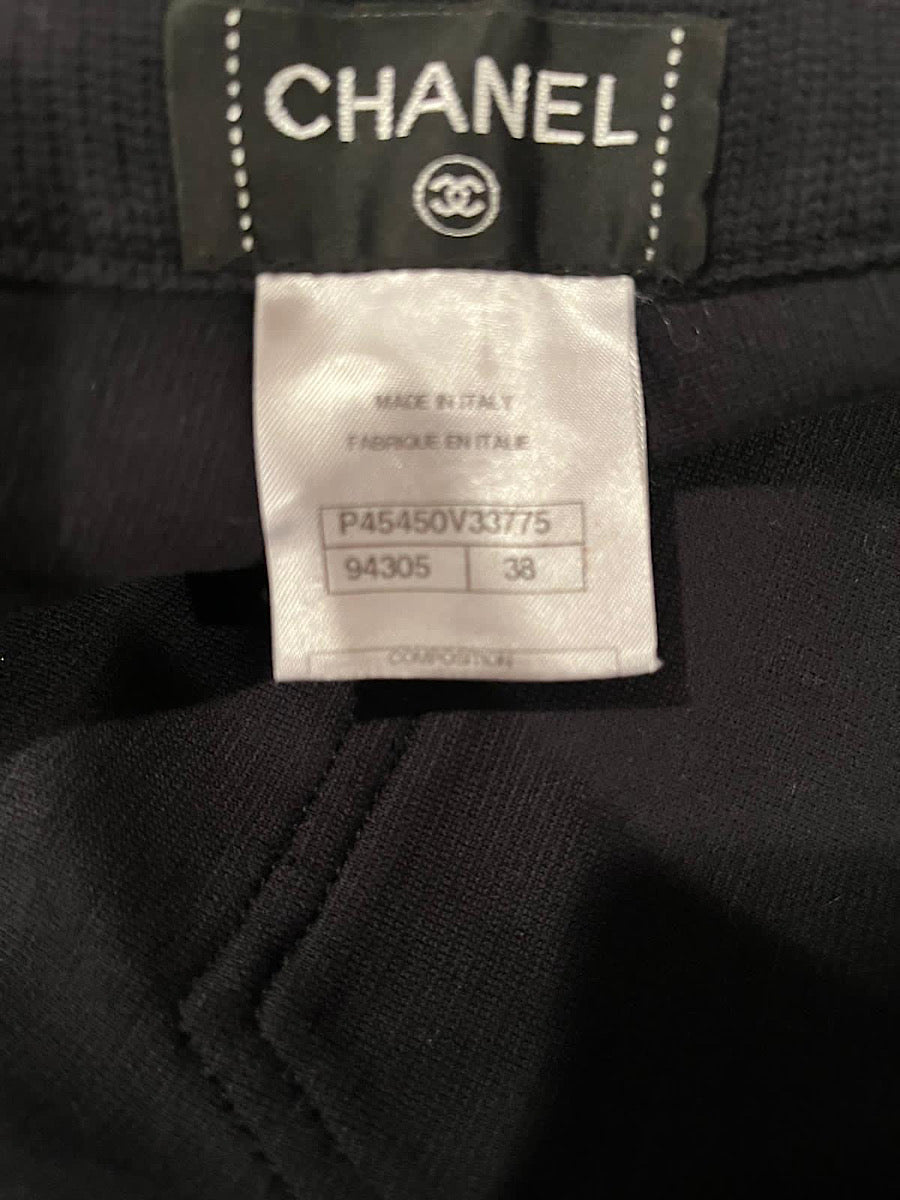 CHANEL
MADE IN ITALY
FABRIQUE EN ITALIE
P45450V33775
94305 38
COMPOSITION